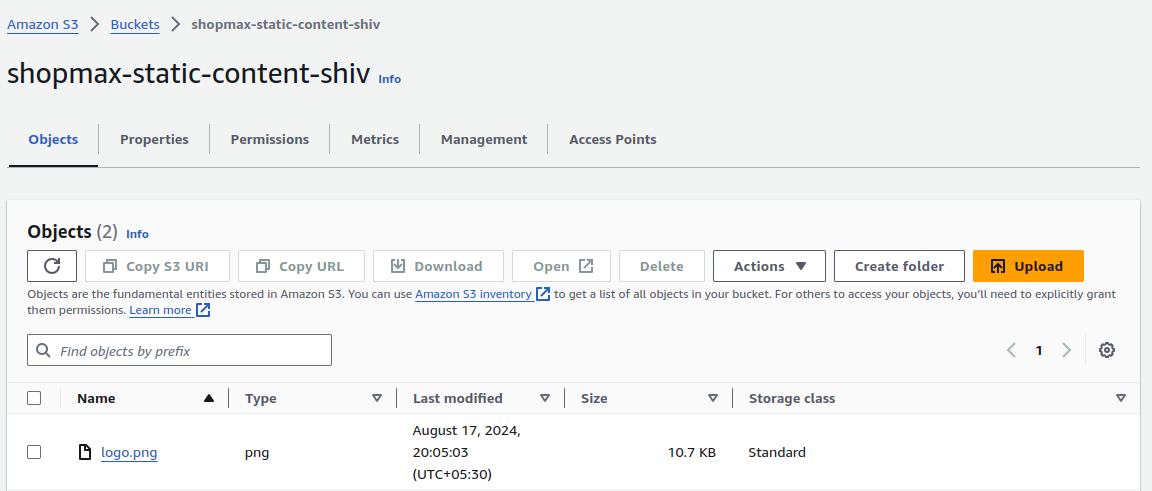 Amazon S3 > Buckets > shopmax-static-content-shiv
shopmax-static-content-shiv Info
Objects Properties Permissions Metrics Management Access Points
Objects (2) Info
Copy S3 URI Copy URL Download Open Delete Actions Create folder Upload
Objects are the fundamental entities stored in Amazon S3. You can use Amazon S3 inventory to get a list of all objects in your bucket. For others to access your objects, you'll need to explicitly grant
them permissions. Learn more
Find objects by prefix 1
Name Type Last modified Size Storage class
August 17, 2024,
logo.png png 20:05:03 10.7 KB Standard
(UTC+05:30)